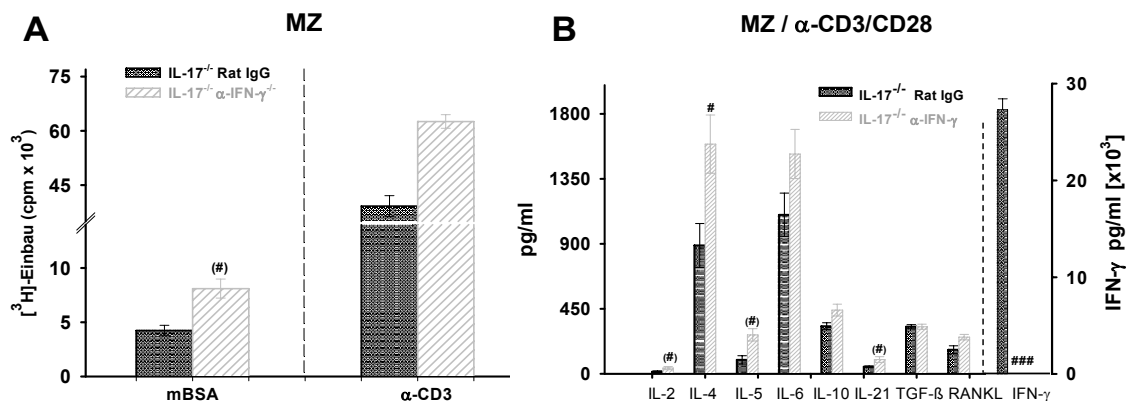 A
MZ
[³H]-Einbau (cpm x 10³)
75
60
45
10
5
0
IL-17⁻/⁻ Rat IgG
IL-17⁻/⁻ α-IFN-γ⁻/⁻
(#)
mBSA
α-CD3
B
MZ / α-CD3/CD28
pg/ml
1800
1350
900
450
0
IL-17⁻/⁻ Rat IgG
IL-17⁻/⁻ α-IFN-γ
(#)
#
(#)
(#)
###
IL-2 IL-4 IL-5 IL-6 IL-10 IL-21 TGF-ß RANKL IFN-γ
30
20
10
0
IFN-γ pg/ml [x10³]